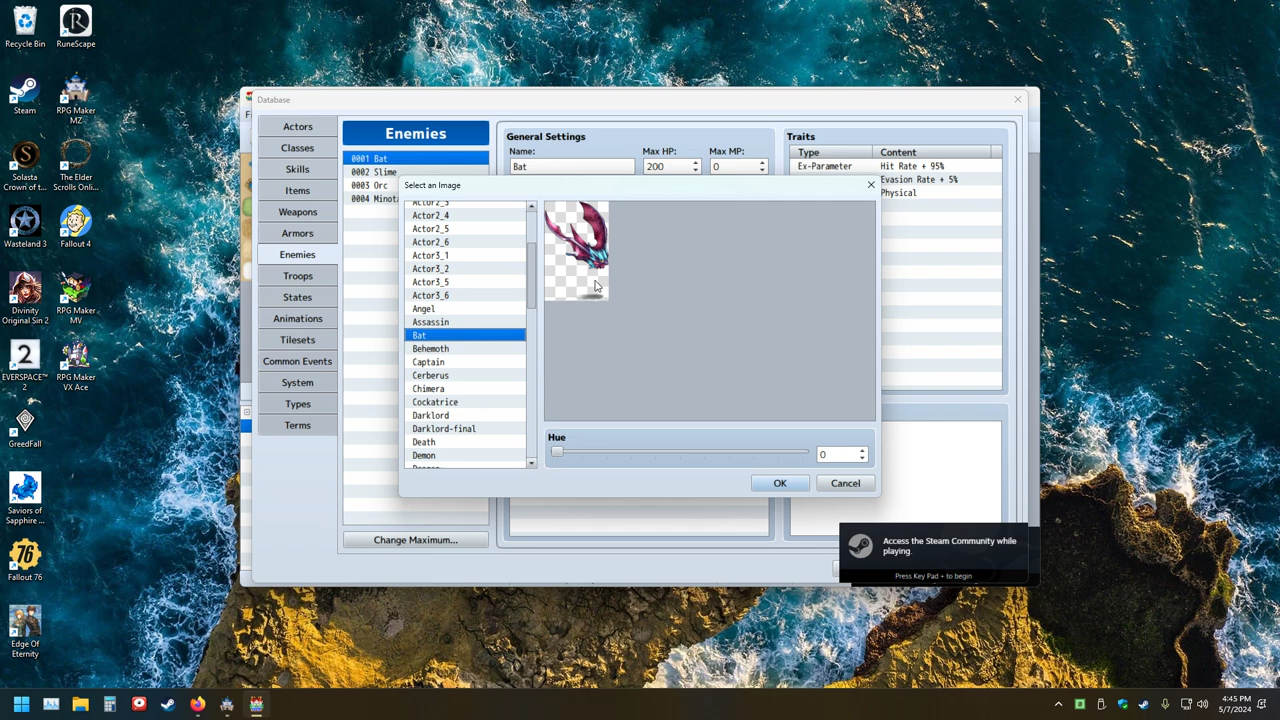 Recycle Bin
RuneScape
Steam
RPG Maker
MZ
Solasta
Crown of t...
The Elder
Scrolls Onli...
Wasteland 3
Fallout 4
Divinity
Original Sin 2
RPG Maker
MV
2
EVERSPACE™
2
RPG Maker
VX Ace
GreedFall
Saviors of
Sapphire ...
76
Fallout 76
Edge Of
Eternity
Database
Actors
Classes
Skills
Items
Weapons
Armors
Enemies
Troops
States
Animations
Tilesets
Common Events
System
Types
Terms
Enemies
0001 Bat
0002 Slime
0003 Orc
0004 Minota
Change Maximum...
General Settings
Name:
Max HP:
Max MP:
Bat
200
0
Traits
Type
Content
Ex-Parameter
Hit Rate + 95%
Evasion Rate + 5%
Physical
Select an Image
Actor2_3
Actor2_4
Actor2_5
Actor2_6
Actor3_1
Actor3_2
Actor3_5
Actor3_6
Angel
Assassin
Bat
Behemoth
Captain
Cerberus
Chimera
Cockatrice
Darklord
Darklord-final
Death
Demon
Hue
0
OK
Cancel
Access the Steam Community while
playing.
Press Key Pad + to begin
4:45 PM
5/7/2024